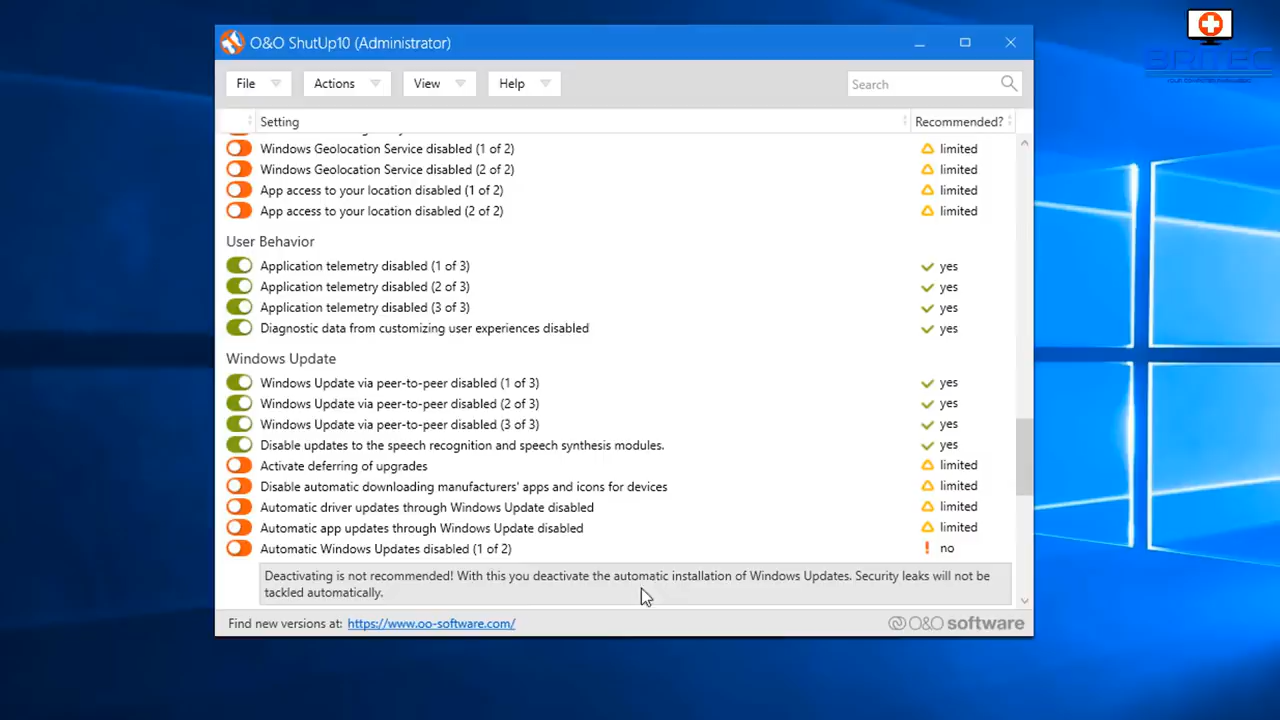 O&O ShutUp10 (Administrator)
File
Actions
View
Help
Search
Setting
Recommended?
Windows Geolocation Service disabled (1 of 2)
limited
Windows Geolocation Service disabled (2 of 2)
limited
App access to your location disabled (1 of 2)
limited
App access to your location disabled (2 of 2)
limited
User Behavior
Application telemetry disabled (1 of 3)
yes
Application telemetry disabled (2 of 3)
yes
Application telemetry disabled (3 of 3)
yes
Diagnostic data from customizing user experiences disabled
yes
Windows Update
Windows Update via peer-to-peer disabled (1 of 3)
yes
Windows Update via peer-to-peer disabled (2 of 3)
yes
Windows Update via peer-to-peer disabled (3 of 3)
yes
Disable updates to the speech recognition and speech synthesis modules.
yes
Activate deferring of upgrades
limited
Disable automatic downloading manufacturers' apps and icons for devices
limited
Automatic driver updates through Windows Update disabled
limited
Automatic app updates through Windows Update disabled
limited
Automatic Windows Updates disabled (1 of 2)
! no
Deactivating is not recommended! With this you deactivate the automatic installation of Windows Updates. Security leaks will not be
tackled automatically.
Find new versions at: https://www.oo-software.com/
O&O software
BRITEC